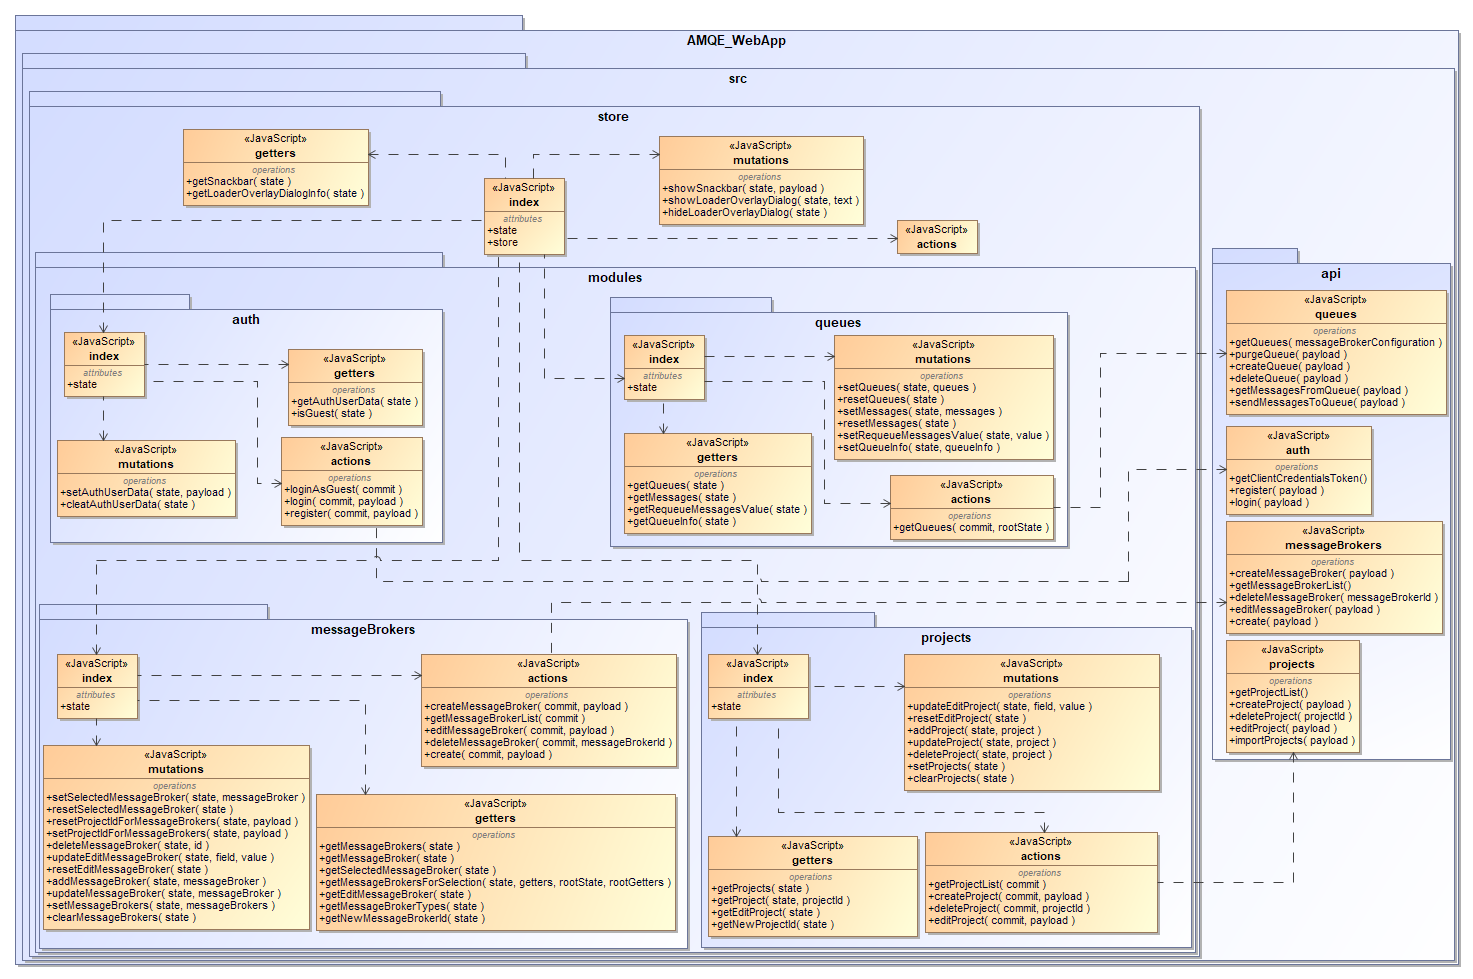 AMQE_WebApp
src
store
«JavaScript»
getters
operations
+getSnackbar( state )
+getLoaderOverlayDialogInfo( state )
«JavaScript»
index
attributes
+state
+store
«JavaScript»
mutations
operations
+showSnackbar( state, payload )
+showLoaderOverlayDialog( state, text )
+hideLoaderOverlayDialog( state )
«JavaScript»
actions
modules
auth
«JavaScript»
index
attributes
+state
«JavaScript»
getters
operations
+getAuthUserData( state )
+isGuest( state )
«JavaScript»
mutations
operations
+setAuthUserData( state, payload )
+cleatAuthUserData( state )
«JavaScript»
actions
operations
+loginAsGuest( commit )
+login( commit, payload )
+register( commit, payload )
queues
«JavaScript»
index
attributes
+state
«JavaScript»
mutations
operations
+setQueues( state, queues )
+resetQueues( state )
+setMessages( state, messages )
+resetMessages( state )
+setRequeueMessagesValue( state, value )
+setQueueInfo( state, queueInfo )
«JavaScript»
getters
operations
+getQueues( state )
+getMessages( state )
+getRequeueMessagesValue( state )
+getQueueInfo( state )
«JavaScript»
actions
operations
+getQueues( commit, rootState )
messageBrokers
«JavaScript»
index
attributes
+state
«JavaScript»
actions
operations
+createMessageBroker( commit, payload )
+getMessageBrokerList( commit )
+editMessageBroker( commit, payload )
+deleteMessageBroker( commit, messageBrokerId )
+create( commit, payload )
«JavaScript»
mutations
operations
+setSelectedMessageBroker( state, messageBroker )
+resetSelectedMessageBroker( state )
+resetProjectIdForMessageBrokers( state, payload )
+setProjectIdForMessageBrokers( state, payload )
+deleteMessageBroker( state, id )
+updateEditMessageBroker( state, field, value )
+resetEditMessageBroker( state )
+addMessageBroker( state, messageBroker )
+updateMessageBroker( state, messageBroker )
+setMessageBrokers( state, messageBrokers )
+clearMessageBrokers( state )
«JavaScript»
getters
operations
+getMessageBrokers( state )
+getMessageBroker( state )
+getSelectedMessageBroker( state )
+getMessageBrokersForSelection( state, getters, rootState, rootGetters )
+getEditMessageBroker( state )
+getMessageBrokerTypes( state )
+getNewMessageBrokerId( state )
projects
«JavaScript»
index
attributes
+state
«JavaScript»
mutations
operations
+updateEditProject( state, field, value )
+resetEditProject( state )
+addProject( state, project )
+updateProject( state, project )
+deleteProject( state, project )
+setProjects( state )
+clearProjects( state )
«JavaScript»
getters
operations
+getProjects( state )
+getProject( state, projectId )
+getEditProject( state )
+getNewProjectId( state )
«JavaScript»
actions
operations
+getProjectList( commit )
+createProject( commit, payload )
+deleteProject( commit, projectId )
+editProject( commit, payload )
api
«JavaScript»
queues
operations
+getQueues( messageBrokerConfiguration )
+purgeQueue( payload )
+createQueue( payload )
+deleteQueue( payload )
+getMessagesFromQueue( payload )
+sendMessagesToQueue( payload )
«JavaScript»
auth
operations
+getClientCredentialsToken()
+register( payload )
+login( payload )
«JavaScript»
messageBrokers
operations
+createMessageBroker( payload )
+getMessageBrokerList()
+deleteMessageBroker( messageBrokerId )
+editMessageBroker( payload )
+create( payload )
«JavaScript»
projects
operations
+getProjectList()
+createProject( payload )
+deleteProject( projectId )
+editProject( payload )
+importProjects( payload )